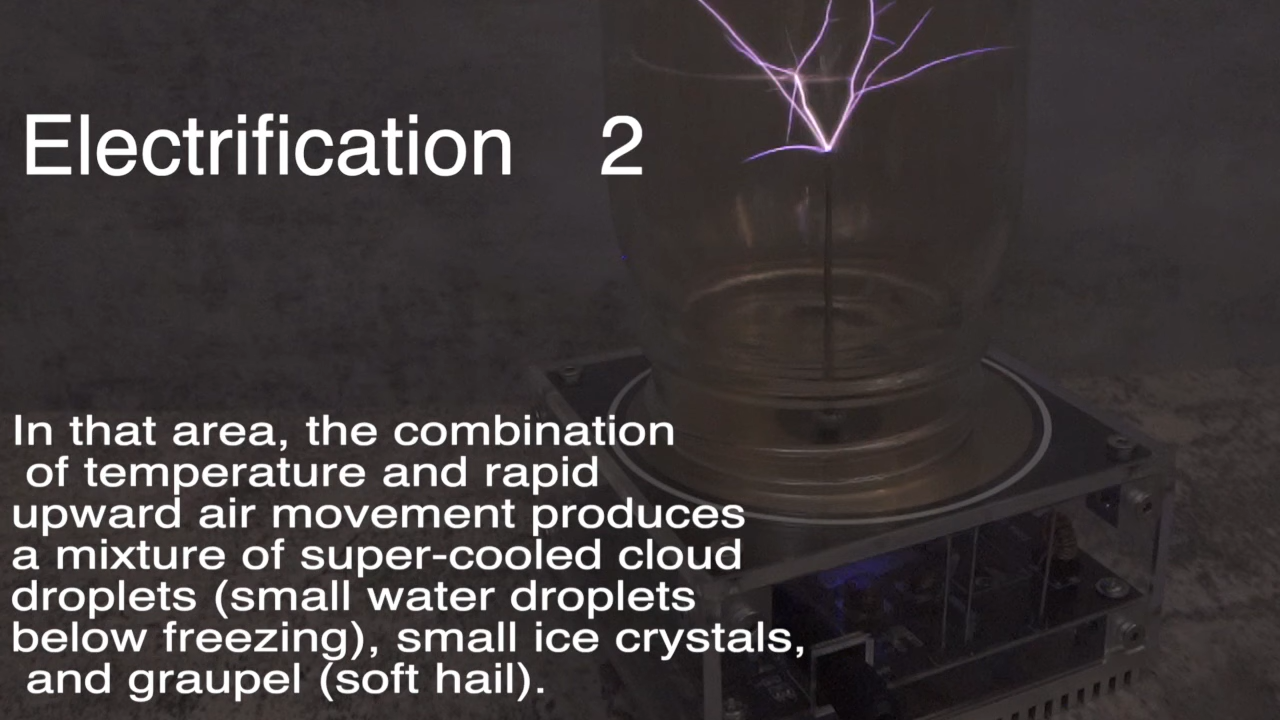 Electrification 2
In that area, the combination
of temperature and rapid
upward air movement produces
a mixture of super-cooled cloud
droplets (small water droplets
below freezing), small ice crystals,
and graupel (soft hail).